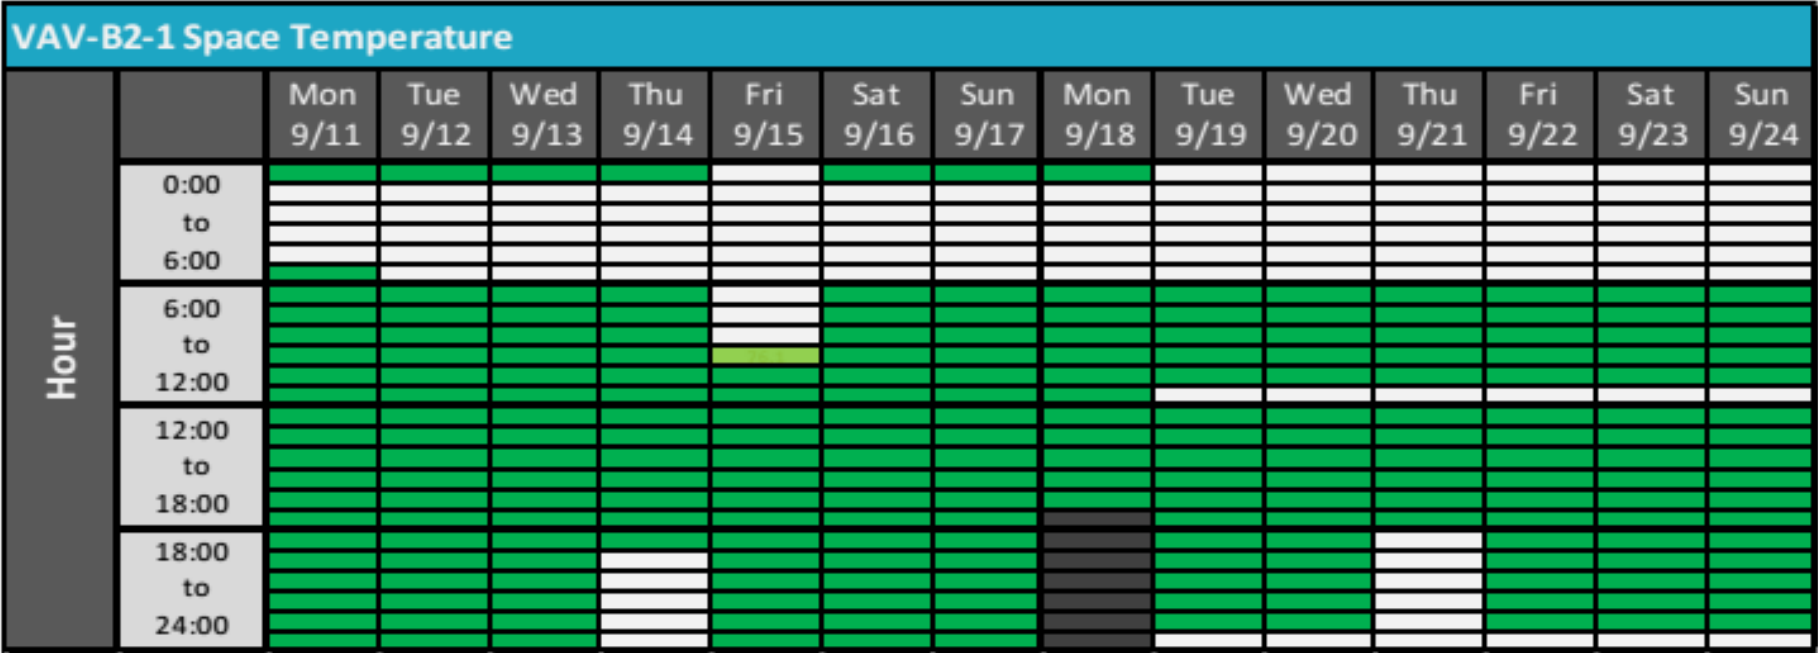 VAV-B2-1 Space Temperature
Mon Tue Wed Thu Fri Sat Sun Mon Tue Wed Thu Fri Sat Sun
9/11 9/12 9/13 9/14 9/15 9/16 9/17 9/18 9/19 9/20 9/21 9/22 9/23 9/24
Hour
0:00
to
6:00
6:00
to
12:00
12:00
to
18:00
18:00
to
24:00